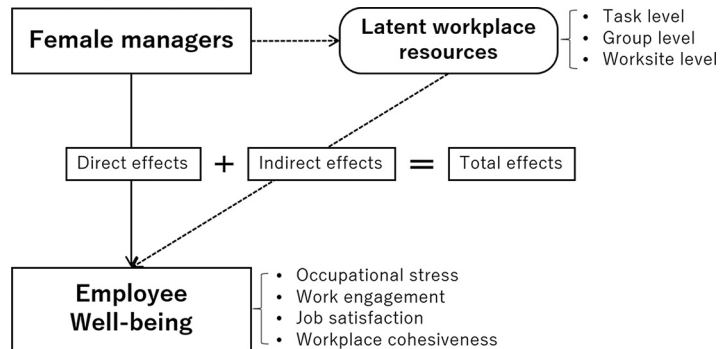 Female managers
Latent workplace
resources
• Task level
• Group level
• Worksite level
Direct effects + Indirect effects = Total effects
Employee
Well-being
• Occupational stress
• Work engagement
• Job satisfaction
• Workplace cohesiveness